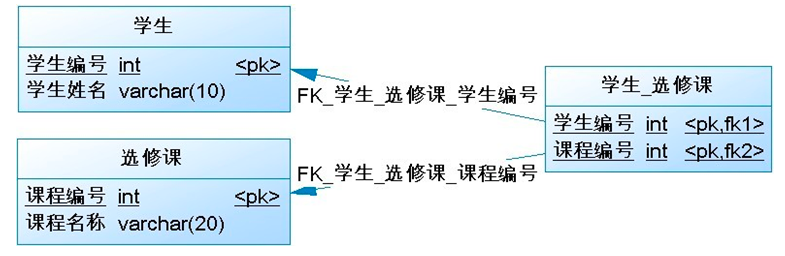 学生
学生编号 int <pk>
学生姓名 varchar(10)
FK_学生_选修课_学生编号
学生_选修课
学生编号 int <pk,fk1>
课程编号 int <pk,fk2>
选修课
课程编号 int <pk>
课程名称 varchar(20)
FK_学生_选修课_课程编号